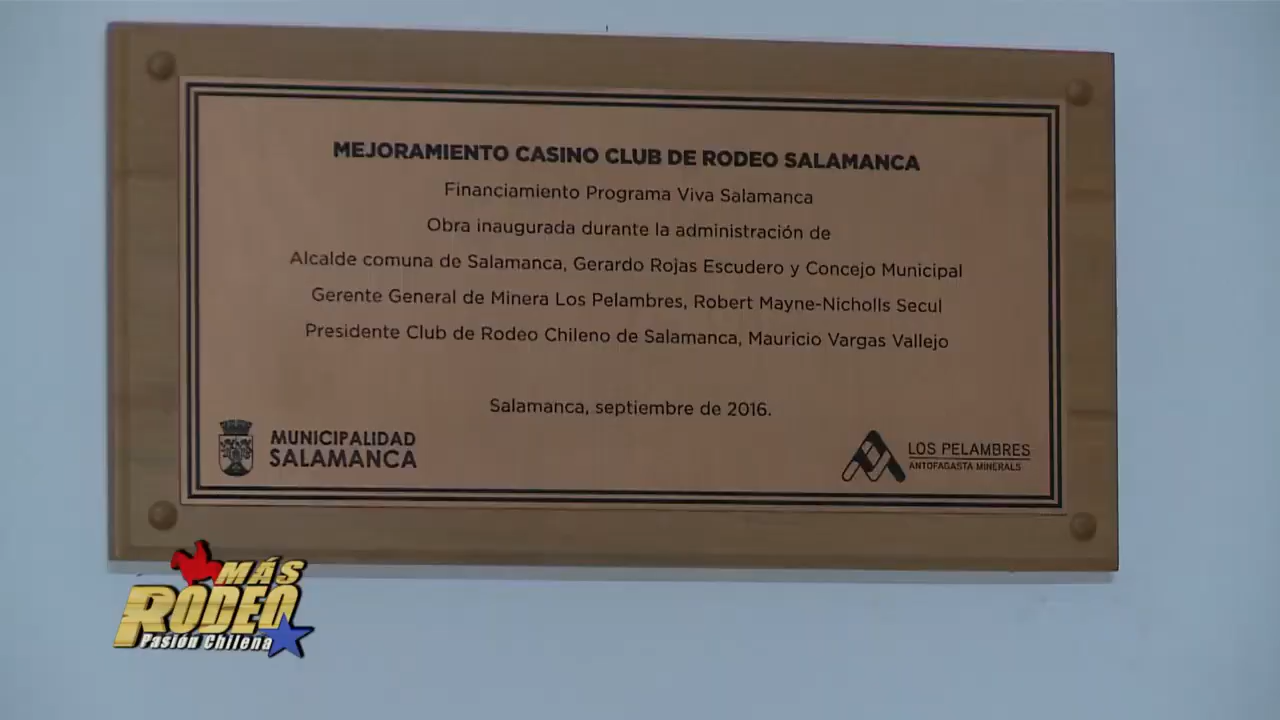 MEJORAMIENTO CASINO CLUB DE RODEO SALAMANCA
Financiamiento Programa Viva Salamanca
Obra inaugurada durante la administración de
Alcalde comuna de Salamanca, Gerardo Rojas Escudero y Concejo Municipal
Gerente General de Minera Los Pelambres, Robert Mayne-Nicholls Secul
Presidente Club de Rodeo Chileno de Salamanca, Mauricio Vargas Vallejo
Salamanca, septiembre de 2016.
MUNICIPALIDAD
SALAMANCA
LOS PELAMBRES
ANTOFAGASTA MINERALS
MÁS
RODEO
Pasión Chilena